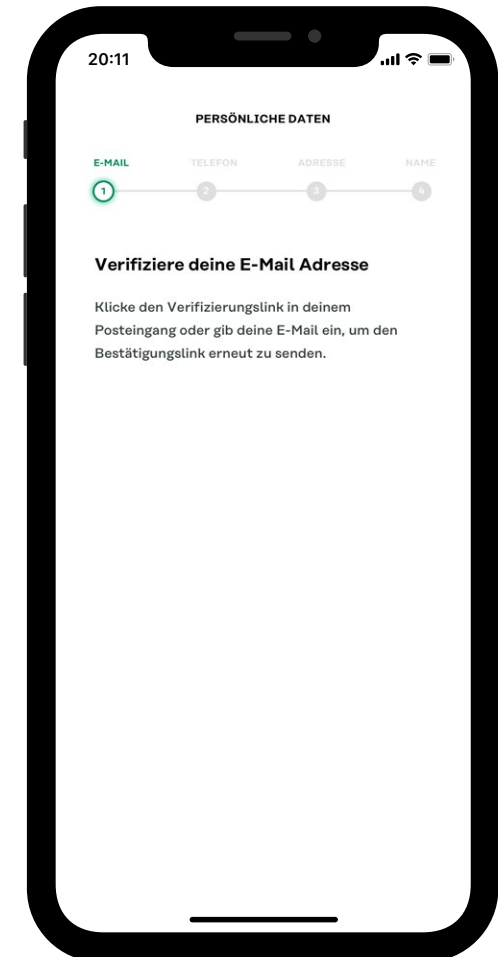 20:11
PERSÖNLICHE DATEN
E-MAIL TELEFON ADRESSE NAME
1 2 3 4
Verifiziere deine E-Mail Adresse
Klicke den Verifizierungslink in deinem
Posteingang oder gib deine E-Mail ein, um den
Bestätigungslink erneut zu senden.